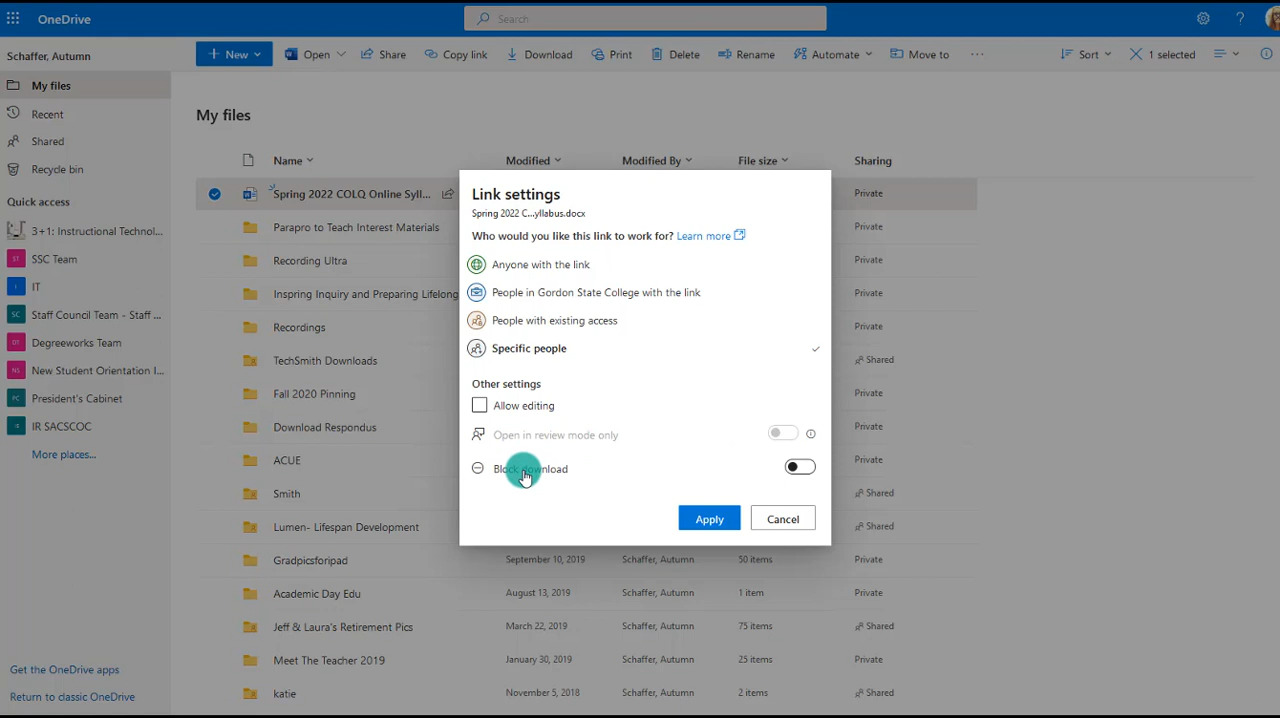 OneDrive
Search
?
Schaffer, Autumn
New
Open
Share
Copy link
Download
Print
Delete
Rename
Automate
Move to
...
Sort
1 selected
My files
Recent
Shared
Recycle bin
Quick access
3+1: Instructional Technol...
ST SSC Team
I IT
SC Staff Council Team - Staff ...
DT Degreeworks Team
NS New Student Orientation I...
PC President's Cabinet
IS IR SACSCOC
More places...
Get the OneDrive apps
Return to classic OneDrive
My files
Name Modified Modified By File size Sharing
Spring 2022 COLQ Online Syll... Private
Parapro to Teach Interest Materials Private
Recording Ultra Private
Inspring Inquiry and Preparing Lifelong Private
Recordings Private
TechSmith Downloads Shared
Fall 2020 Pinning Private
Download Respondus Private
ACUE Private
Smith Shared
Lumen- Lifespan Development Shared
Gradpicsforipad September 10, 2019 Schaffer, Autumn 50 items Private
Academic Day Edu August 13, 2019 Schaffer, Autumn 1 item Private
Jeff & Laura's Retirement Pics March 22, 2019 Schaffer, Autumn 75 items Shared
Meet The Teacher 2019 January 30, 2019 Schaffer, Autumn 25 items Private
katie November 5, 2018 Schaffer, Autumn 2 items Shared
Link settings
Spring 2022 C...yllabus.docx
Who would you like this link to work for? Learn more
Anyone with the link
People in Gordon State College with the link
People with existing access
Specific people
Other settings
Allow editing
Open in review mode only
Block download
Apply
Cancel